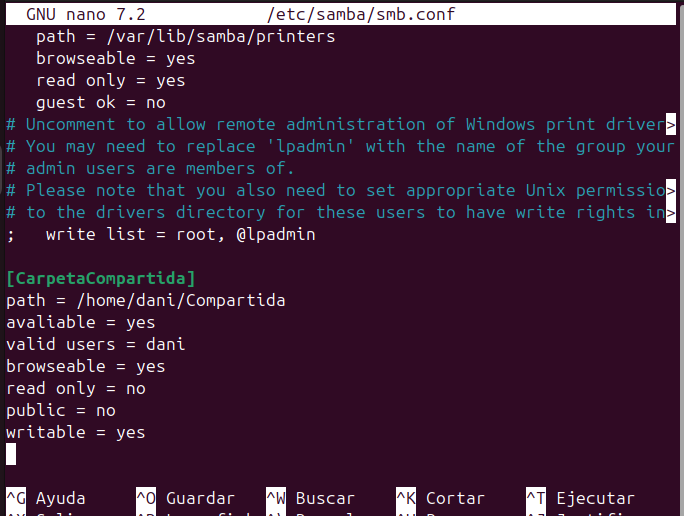 GNU nano 7.2 /etc/samba/smb.conf
path = /var/lib/samba/printers
browseable = yes
read only = yes
guest ok = no
# Uncomment to allow remote administration of Windows print driver>
# You may need to replace 'lpadmin' with the name of the group your
# admin users are members of.
# Please note that you also need to set appropriate Unix permissio>
# to the drivers directory for these users to have write rights in>
; write list = root, @lpadmin
[CarpetaCompartida]
path = /home/dani/Compartida
avaliable = yes
valid users = dani
browseable = yes
read only = no
public = no
writable = yes
^G Ayuda ^O Guardar ^W Buscar ^K Cortar ^T Ejecutar